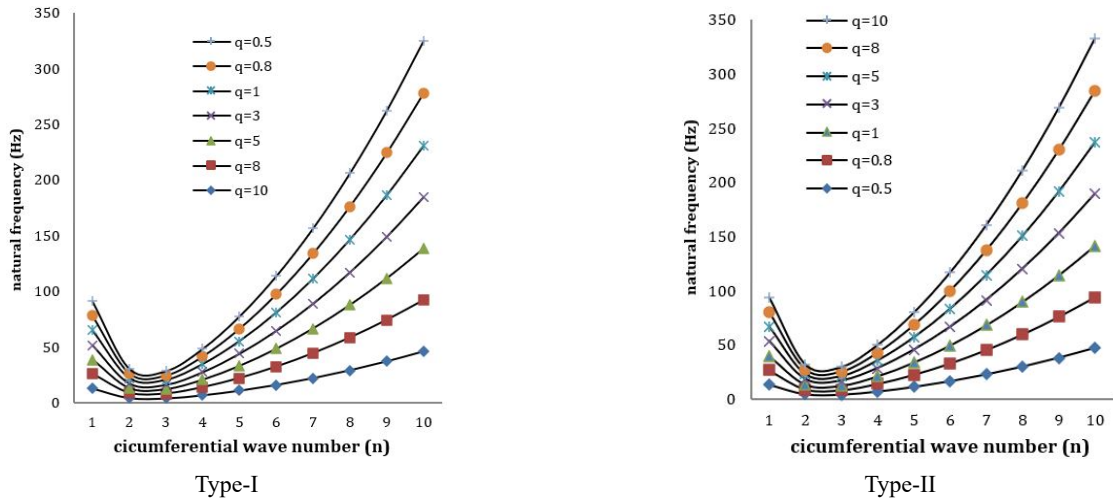 350
300
250
200
150
100
50
0
natural frequency (Hz)
q=0.5
q=0.8
q=1
q=3
q=5
q=8
q=10
1 2 3 4 5 6 7 8 9 10
cicumferential wave number (n)
Type-I
350
300
250
200
150
100
50
0
natural frequency (Hz)
q=10
q=8
q=5
q=3
q=1
q=0.8
q=0.5
1 2 3 4 5 6 7 8 9 10
cicumferential wave number (n)
Type-II